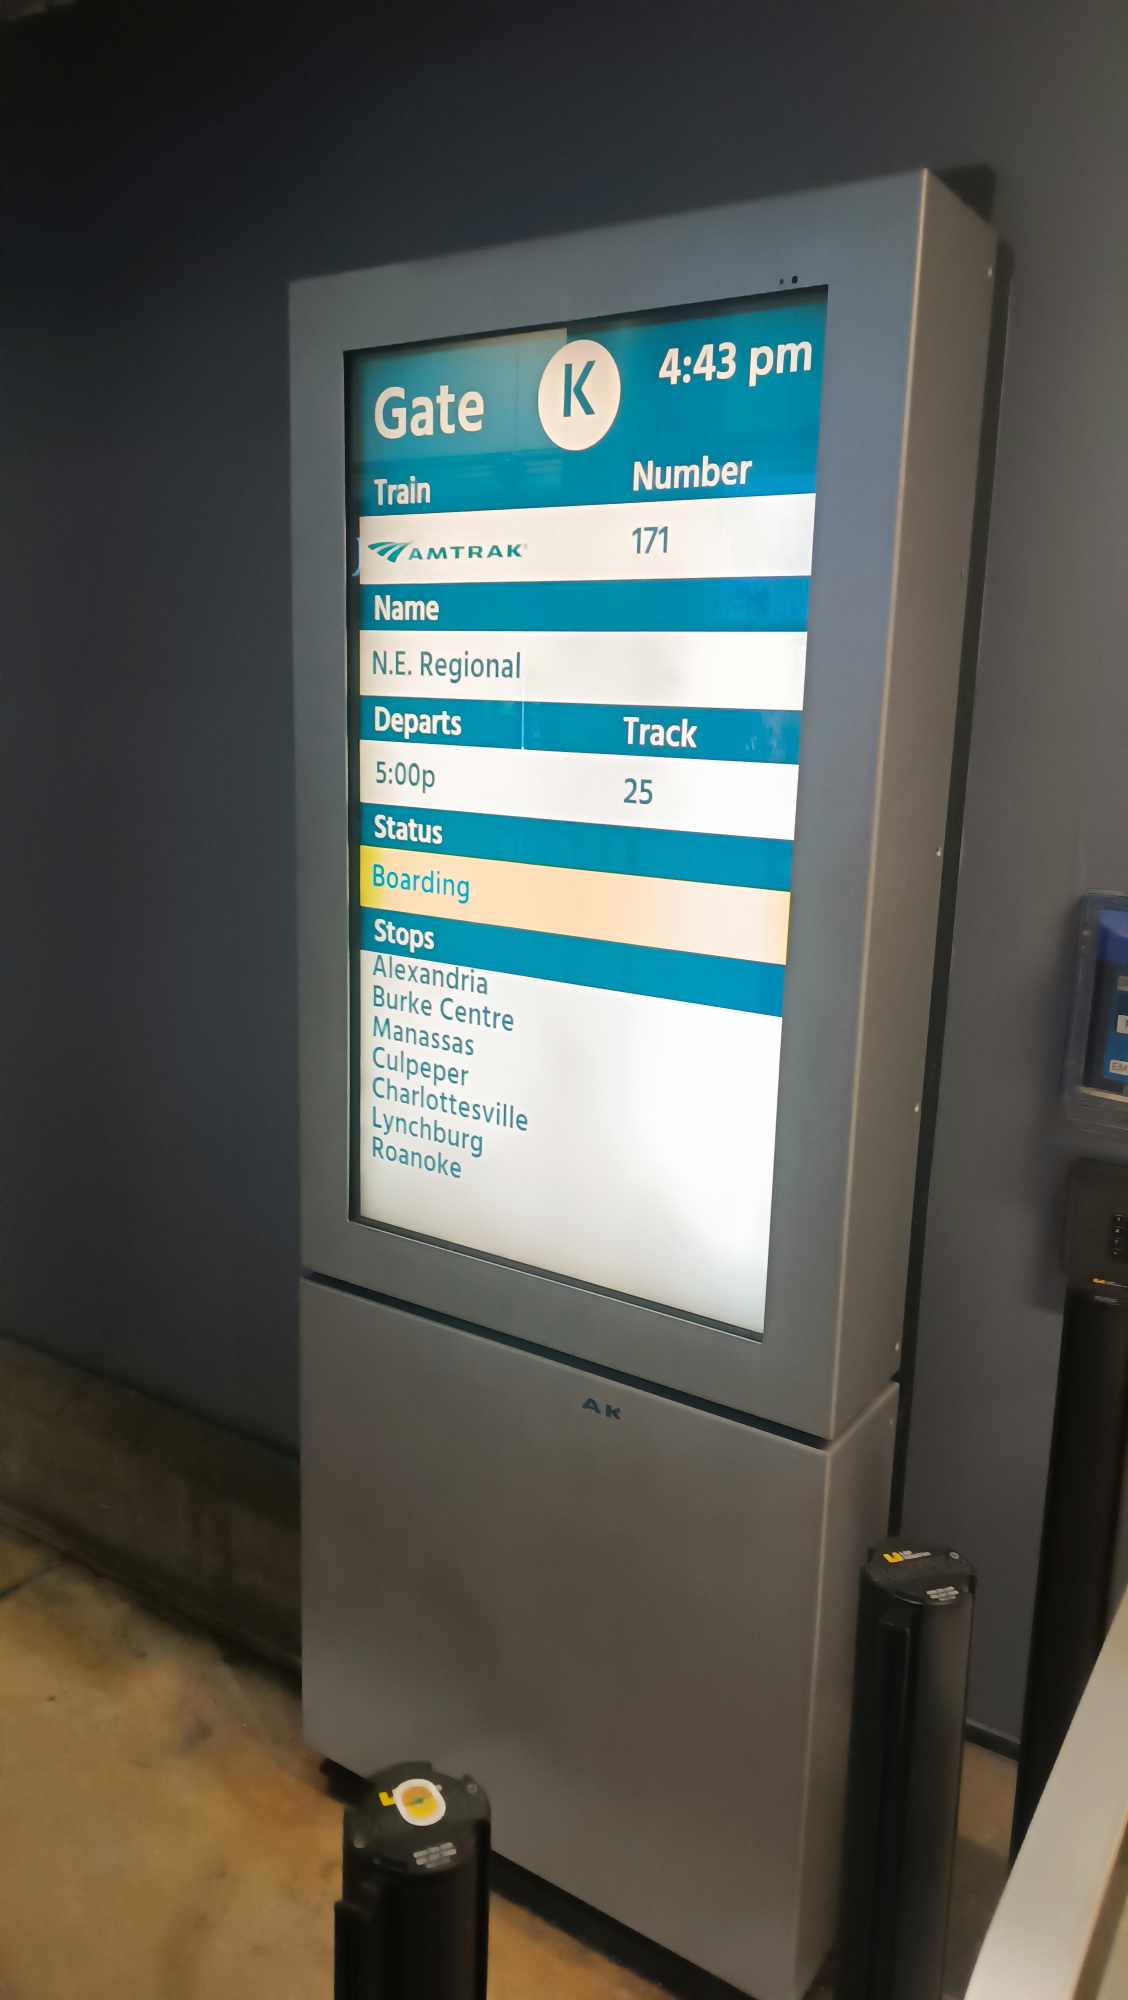 Gate K 4:43 pm
Train Number
AMTRAK 171
Name
N.E. Regional
Departs Track
5:00p 25
Status
Boarding
Stops
Alexandria
Burke Centre
Manassas
Culpeper
Charlottesville
Lynchburg
Roanoke
AK